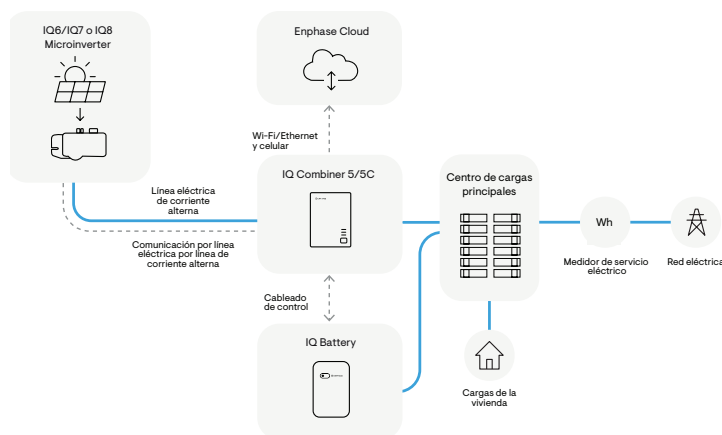 IQ6/IQ7 o IQ8
Microinverter
Enphase Cloud
Wi-Fi/Ethernet
y celular
IQ Combiner 5/5C
Centro de cargas
principales
Línea eléctrica
de corriente
alterna
Comunicación por línea
eléctrica por línea de
corriente alterna
Wh
Medidor de servicio
eléctrico
Red eléctrica
Cableado
de control
IQ Battery
Cargas de la
vivienda